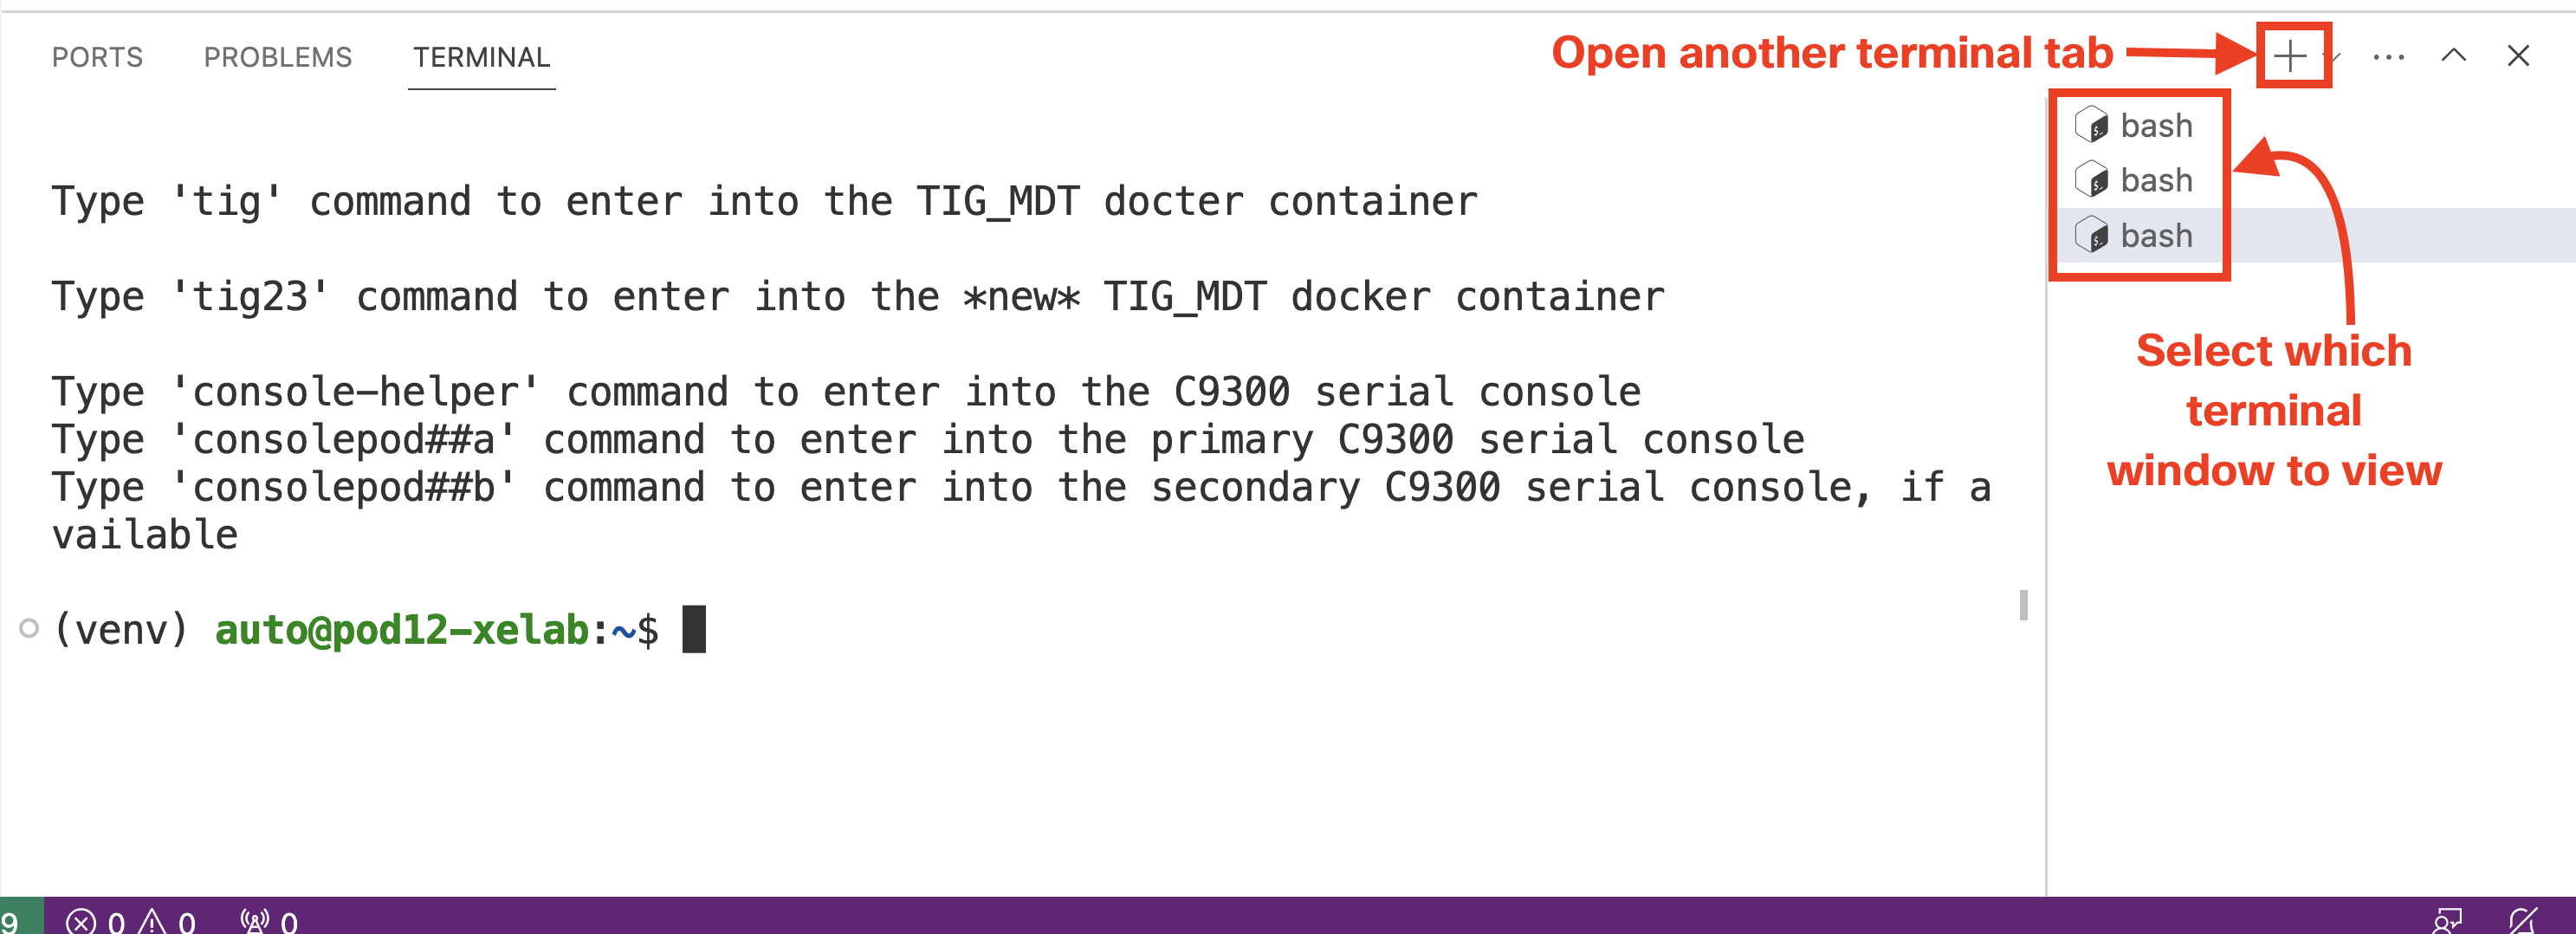 PORTS PROBLEMS TERMINAL
Open another terminal tab
bash
bash
bash
Select which
terminal
window to view
Type 'tig' command to enter into the TIG_MDT docter container
Type 'tig23' command to enter into the *new* TIG_MDT docker container
Type 'console-helper' command to enter into the C9300 serial console
Type 'consolepod##a' command to enter into the primary C9300 serial console
Type 'consolepod##b' command to enter into the secondary C9300 serial console, if a
vailable
(venv) auto@pod12-xelab:~$
9 0 0 0